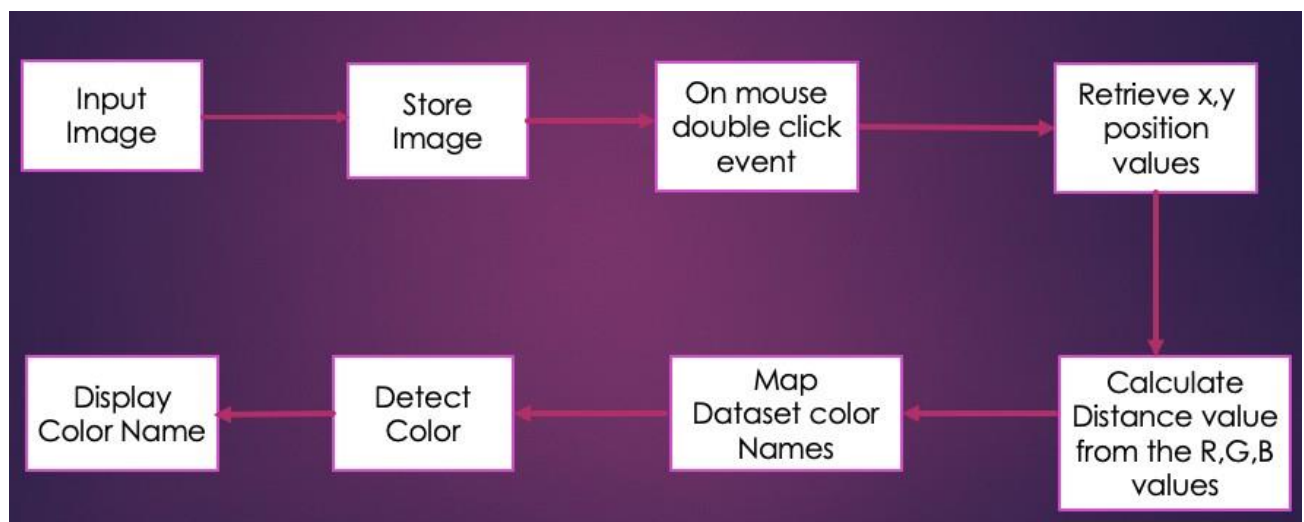 Input
Image
Store
Image
On mouse
double click
event
Retrieve x,y
position
values
Calculate
Distance value
from the R,G,B
values
Map
Dataset color
Names
Detect
Color
Display
Color Name